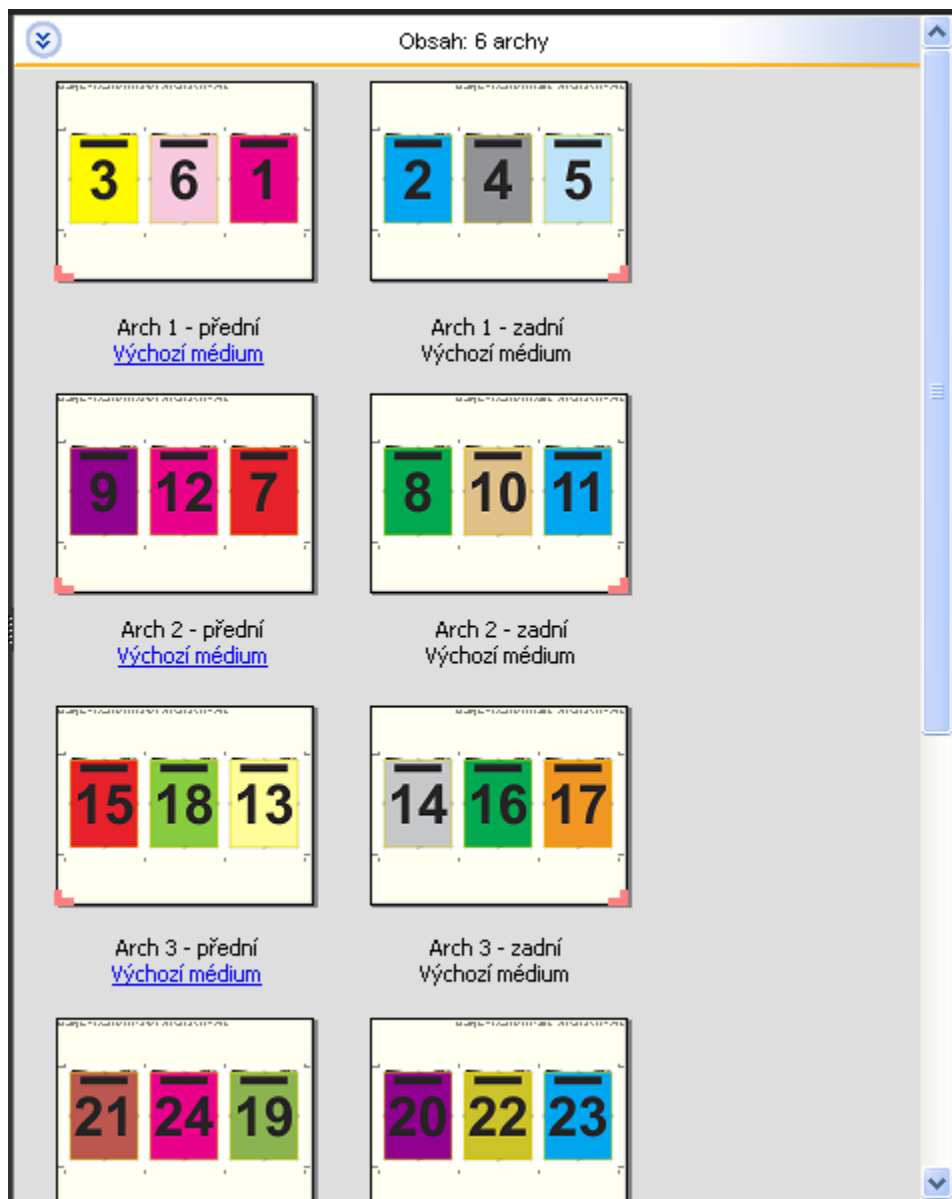 Obsah: 6 archy
3 6 1
2 4 5
Arch 1 - přední
Výchozí médium
Arch 1 - zadní
Výchozí médium
9 12 7
8 10 11
Arch 2 - přední
Výchozí médium
Arch 2 - zadní
Výchozí médium
15 18 13
14 16 17
Arch 3 - přední
Výchozí médium
Arch 3 - zadní
Výchozí médium
21 24 19
20 22 23